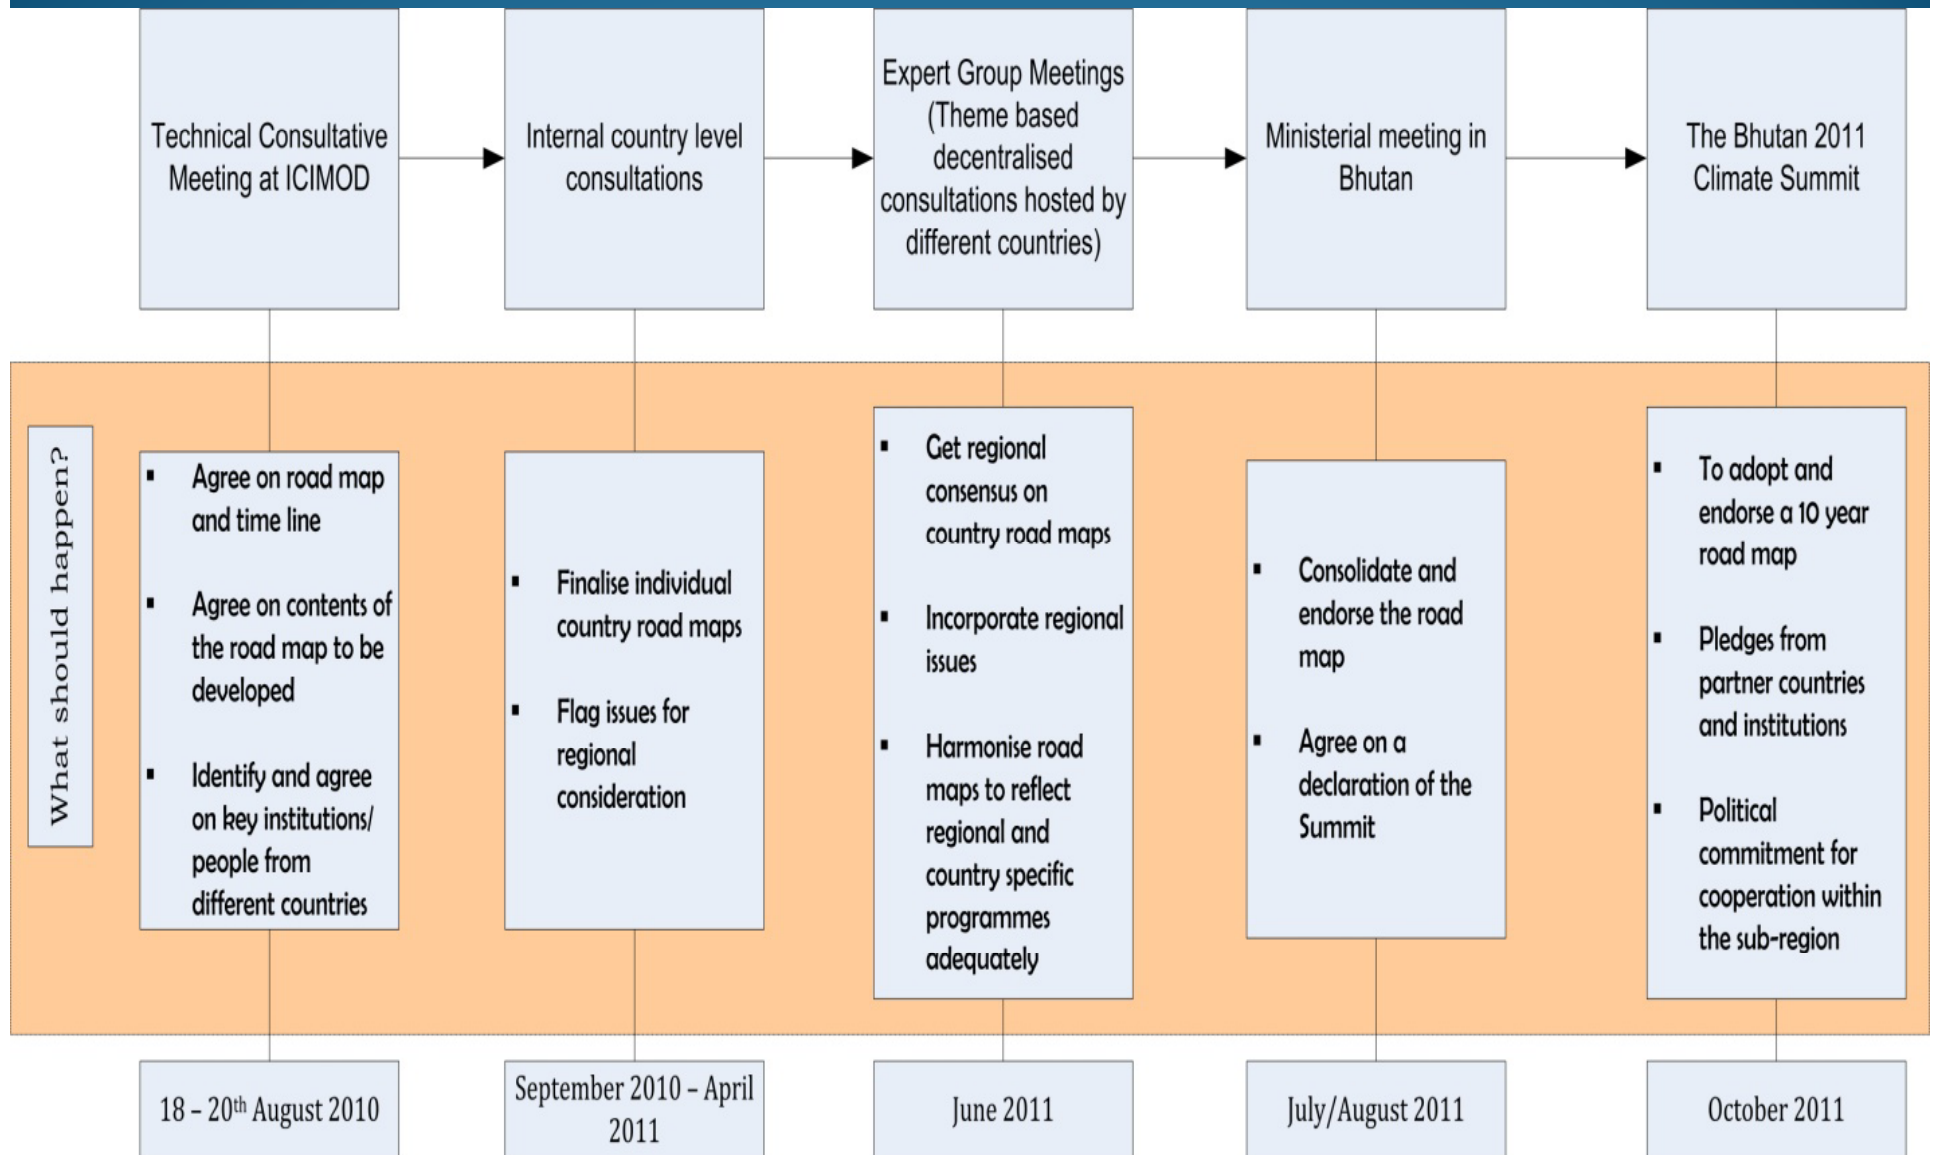 Technical Consultative
Meeting at ICIMOD
Internal country level
consultations
Expert Group Meetings
(Theme based
decentralised
consultations hosted by
different countries)
Ministerial meeting in
Bhutan
The Bhutan 2011
Climate Summit
What should happen?
▪ Agree on road map
and time line
▪ Agree on contents of
the road map to be
developed
▪ Identify and agree
on key institutions/
people from
different countries
▪ Finalise individual
country road maps
▪ Flag issues for
regional
consideration
▪ Get regional
consensus on
country road maps
▪ Incorporate regional
issues
▪ Harmonise road
maps to reflect
regional and
country specific
programmes
adequately
▪ Consolidate and
endorse the road
map
▪ Agree on a
declaration of the
Summit
▪ To adopt and
endorse a 10 year
road map
▪ Pledges from
partner countries
and institutions
▪ Political
commitment for
cooperation within
the sub-region
18 – 20th August 2010
September 2010 – April
2011
June 2011
July/August 2011
October 2011